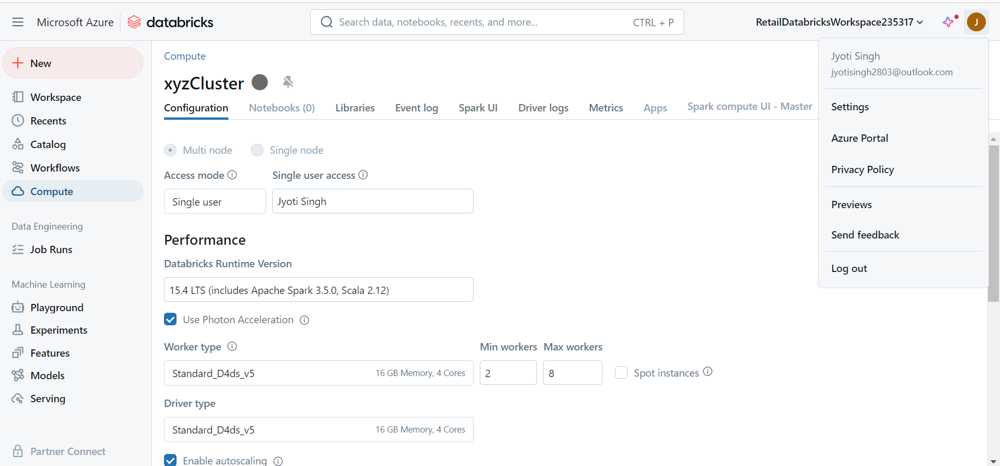 Microsoft Azure databricks Search data, notebooks, recents, and more... CTRL + P RetailDatabricksWorkspace235317 J
New
Workspace
Recents
Catalog
Workflows
Compute
Data Engineering
Job Runs
Machine Learning
Playground
Experiments
Features
Models
Serving
Partner Connect
Compute
xyzCluster
Configuration Notebooks (0) Libraries Event log Spark UI Driver logs Metrics Apps Spark compute UI - Master
Multi node Single node
Access mode Single user access
Single user Jyoti Singh
Performance
Databricks Runtime Version
15.4 LTS (includes Apache Spark 3.5.0, Scala 2.12)
Use Photon Acceleration
Worker type Min workers Max workers
Standard_D4ds_v5 16 GB Memory, 4 Cores 2 8 Spot instances
Driver type
Standard_D4ds_v5 16 GB Memory, 4 Cores
Enable autoscaling
Jyoti Singh
jyotisingh2803@outlook.com
Settings
Azure Portal
Privacy Policy
Previews
Send feedback
Log out